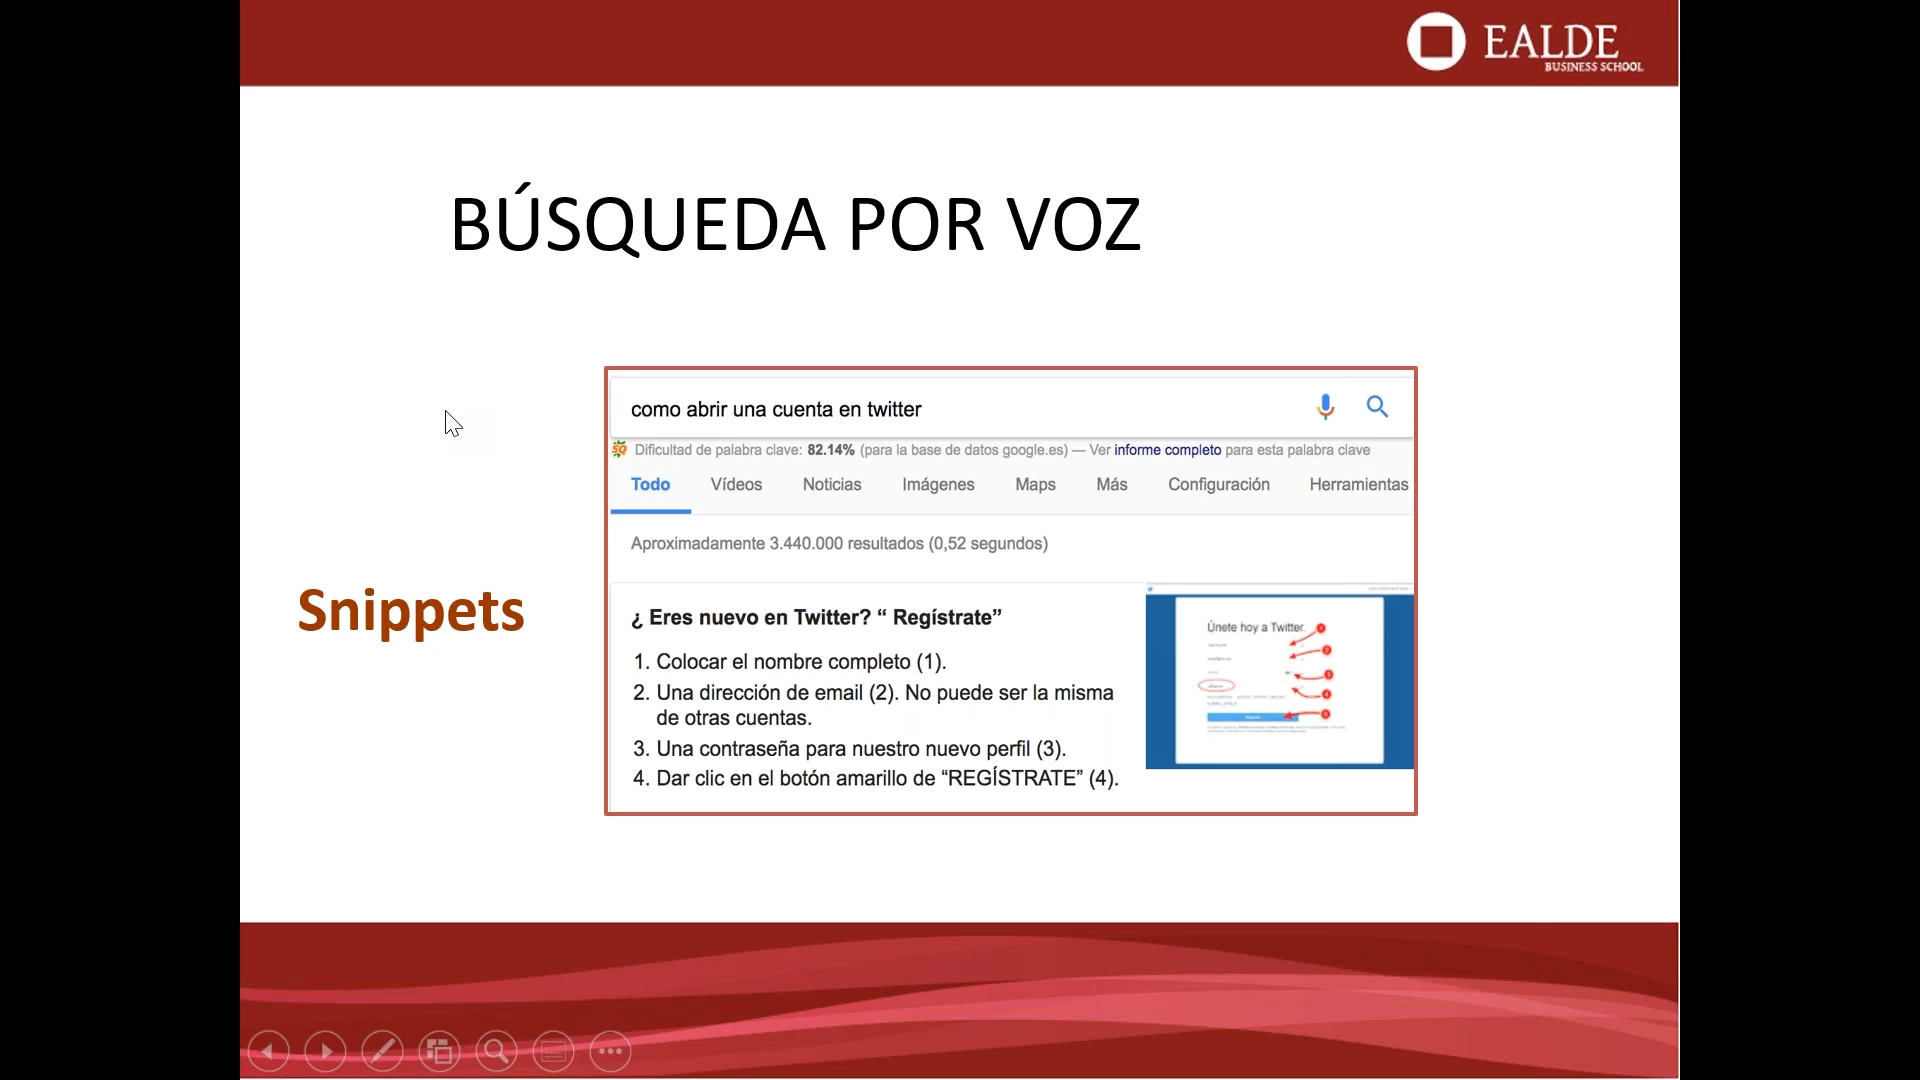 EALDE
BUSINESS SCHOOL
BÚSQUEDA POR VOZ
Snippets
como abrir una cuenta en twitter
SQ Dificultad de palabra clave: 82.14% (para la base de datos google.es) — Ver informe completo para esta palabra clave
Todo Vídeos Noticias Imágenes Maps Más Configuración Herramientas
Aproximadamente 3.440.000 resultados (0,52 segundos)
¿ Eres nuevo en Twitter? “ Regístrate”
1. Colocar el nombre completo (1).
2. Una dirección de email (2). No puede ser la misma
de otras cuentas.
3. Una contraseña para nuestro nuevo perfil (3).
4. Dar clic en el botón amarillo de “REGÍSTRATE” (4).
Únete hoy a Twitter.